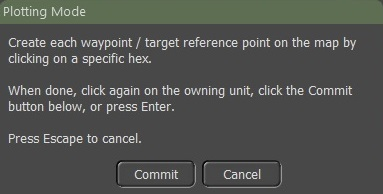 Plotting Mode
Create each waypoint / target reference point on the map by
clicking on a specific hex.
When done, click again on the owning unit, click the Commit
button below, or press Enter.
Press Escape to cancel.
Commit
Cancel